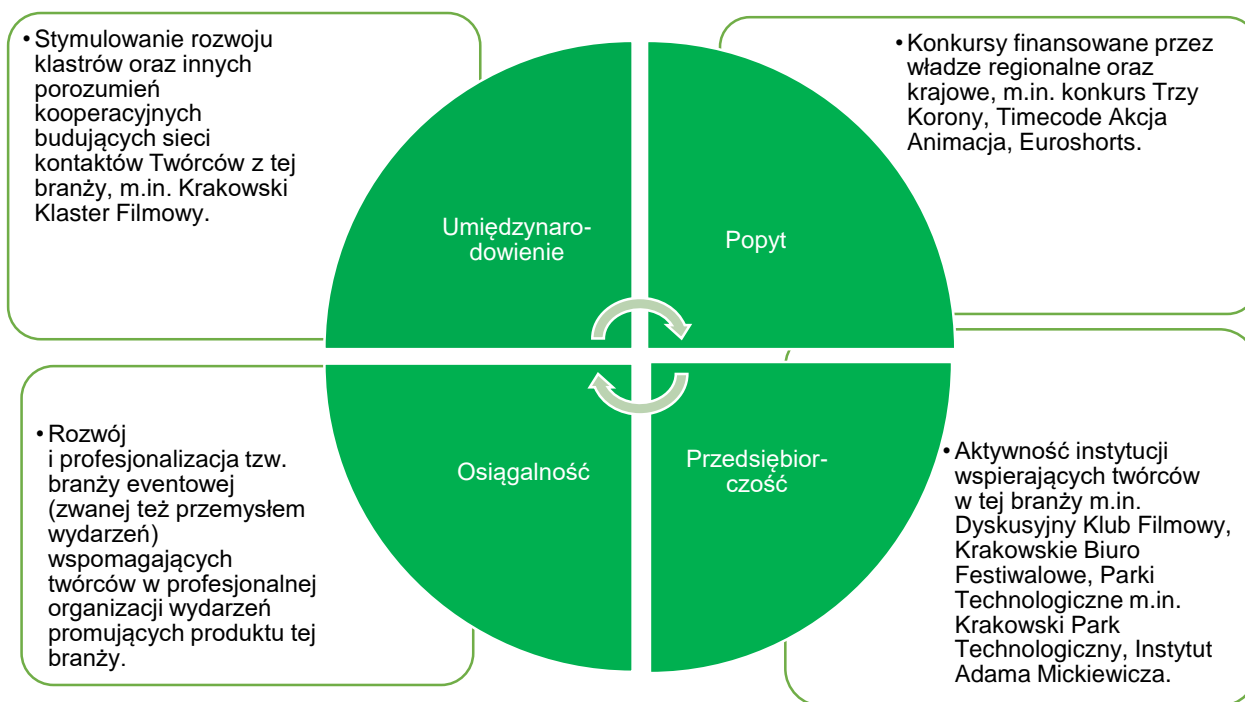 • Stymulowanie rozwoju
klastrów oraz innych
porozumień
kooperacyjnych
budujących sieci
kontaktów Twórców z tej
branży, m.in. Krakowski
Klaster Filmowy.
Umiędzynaro-
dowienie
Popyt
• Konkursy finansowane przez
władze regionalne oraz
krajowe, m.in. konkurs Trzy
Korony, Timecode Akcja
Animacja, Euroshorts.
• Rozwój
i profesjonalizacja tzw.
branży eventowej
(zwanej też przemysłem
wydarzeń)
wspomagających
twórców w profesjonalnej
organizacji wydarzeń
promujących produktu tej
branży.
Osiągalność
Przedsiębior-
czość
• Aktywność instytucji
wspierających twórców
w tej branży m.in.
Dyskusyjny Klub Filmowy,
Krakowskie Biuro
Festiwalowe, Parki
Technologiczne m.in.
Krakowski Park
Technologiczny, Instytut
Adama Mickiewicza.